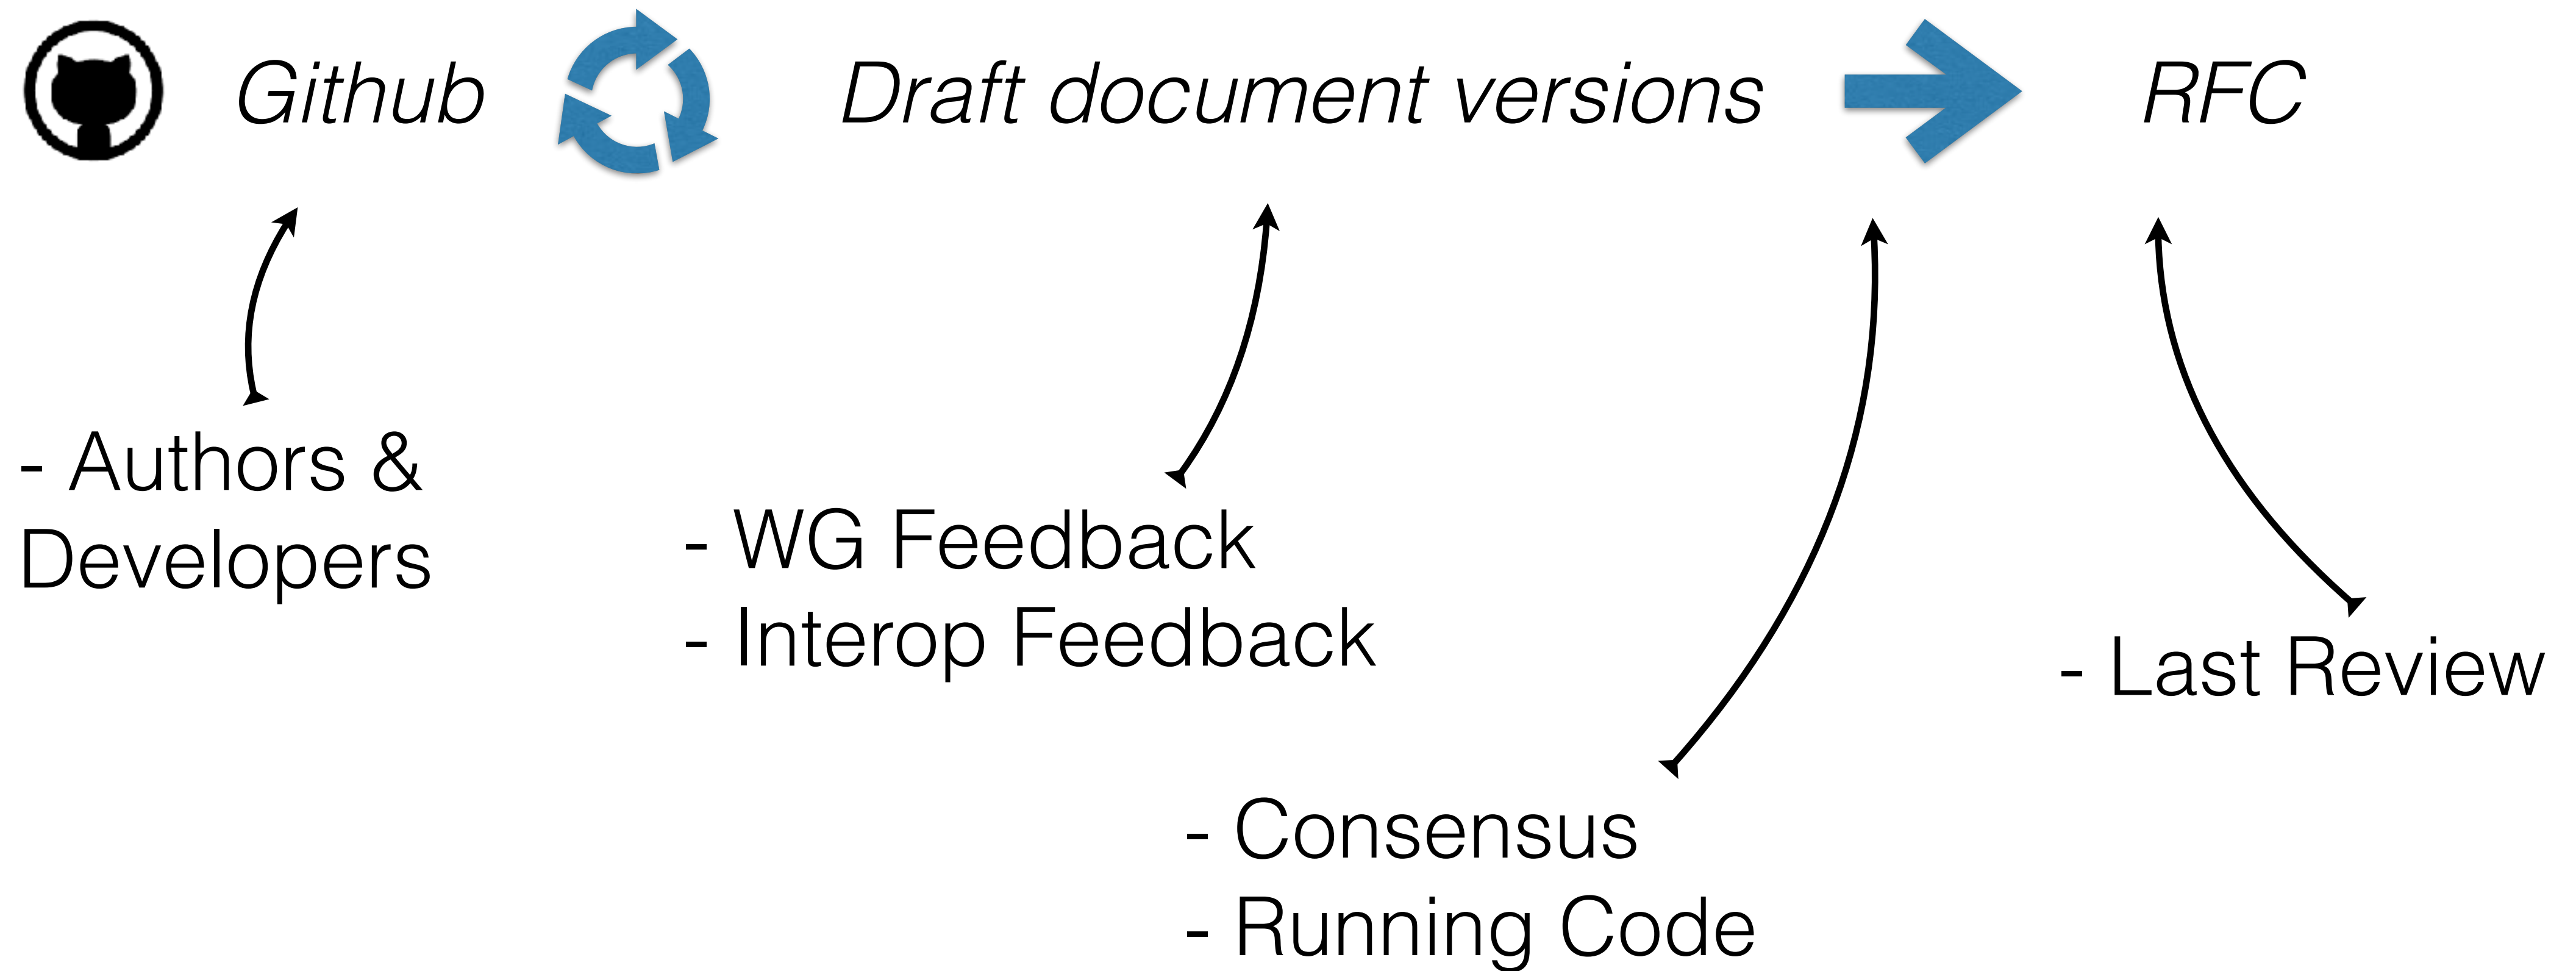 Github
Draft document versions
RFC
- Authors &
Developers
- WG Feedback
- Interop Feedback
- Consensus
- Running Code
- Last Review